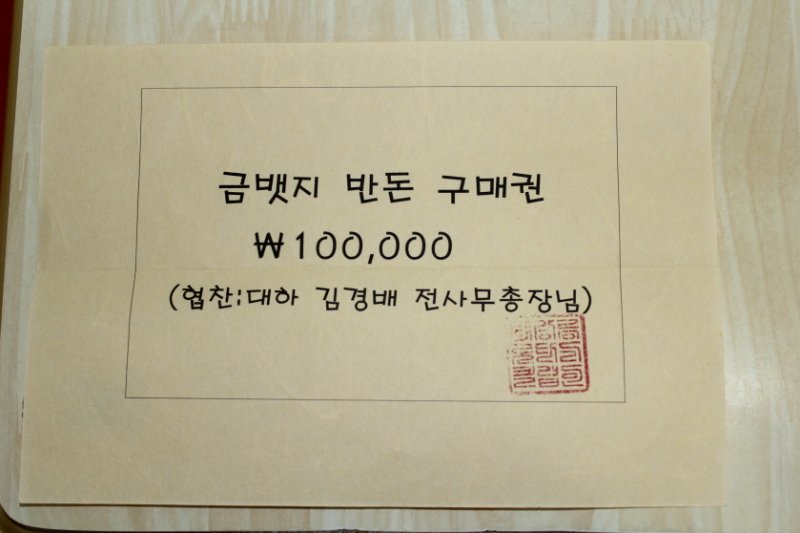 금뱃지 반돈 구매권
₩100,000
(협찬:대하 김경배 전사무총장님)